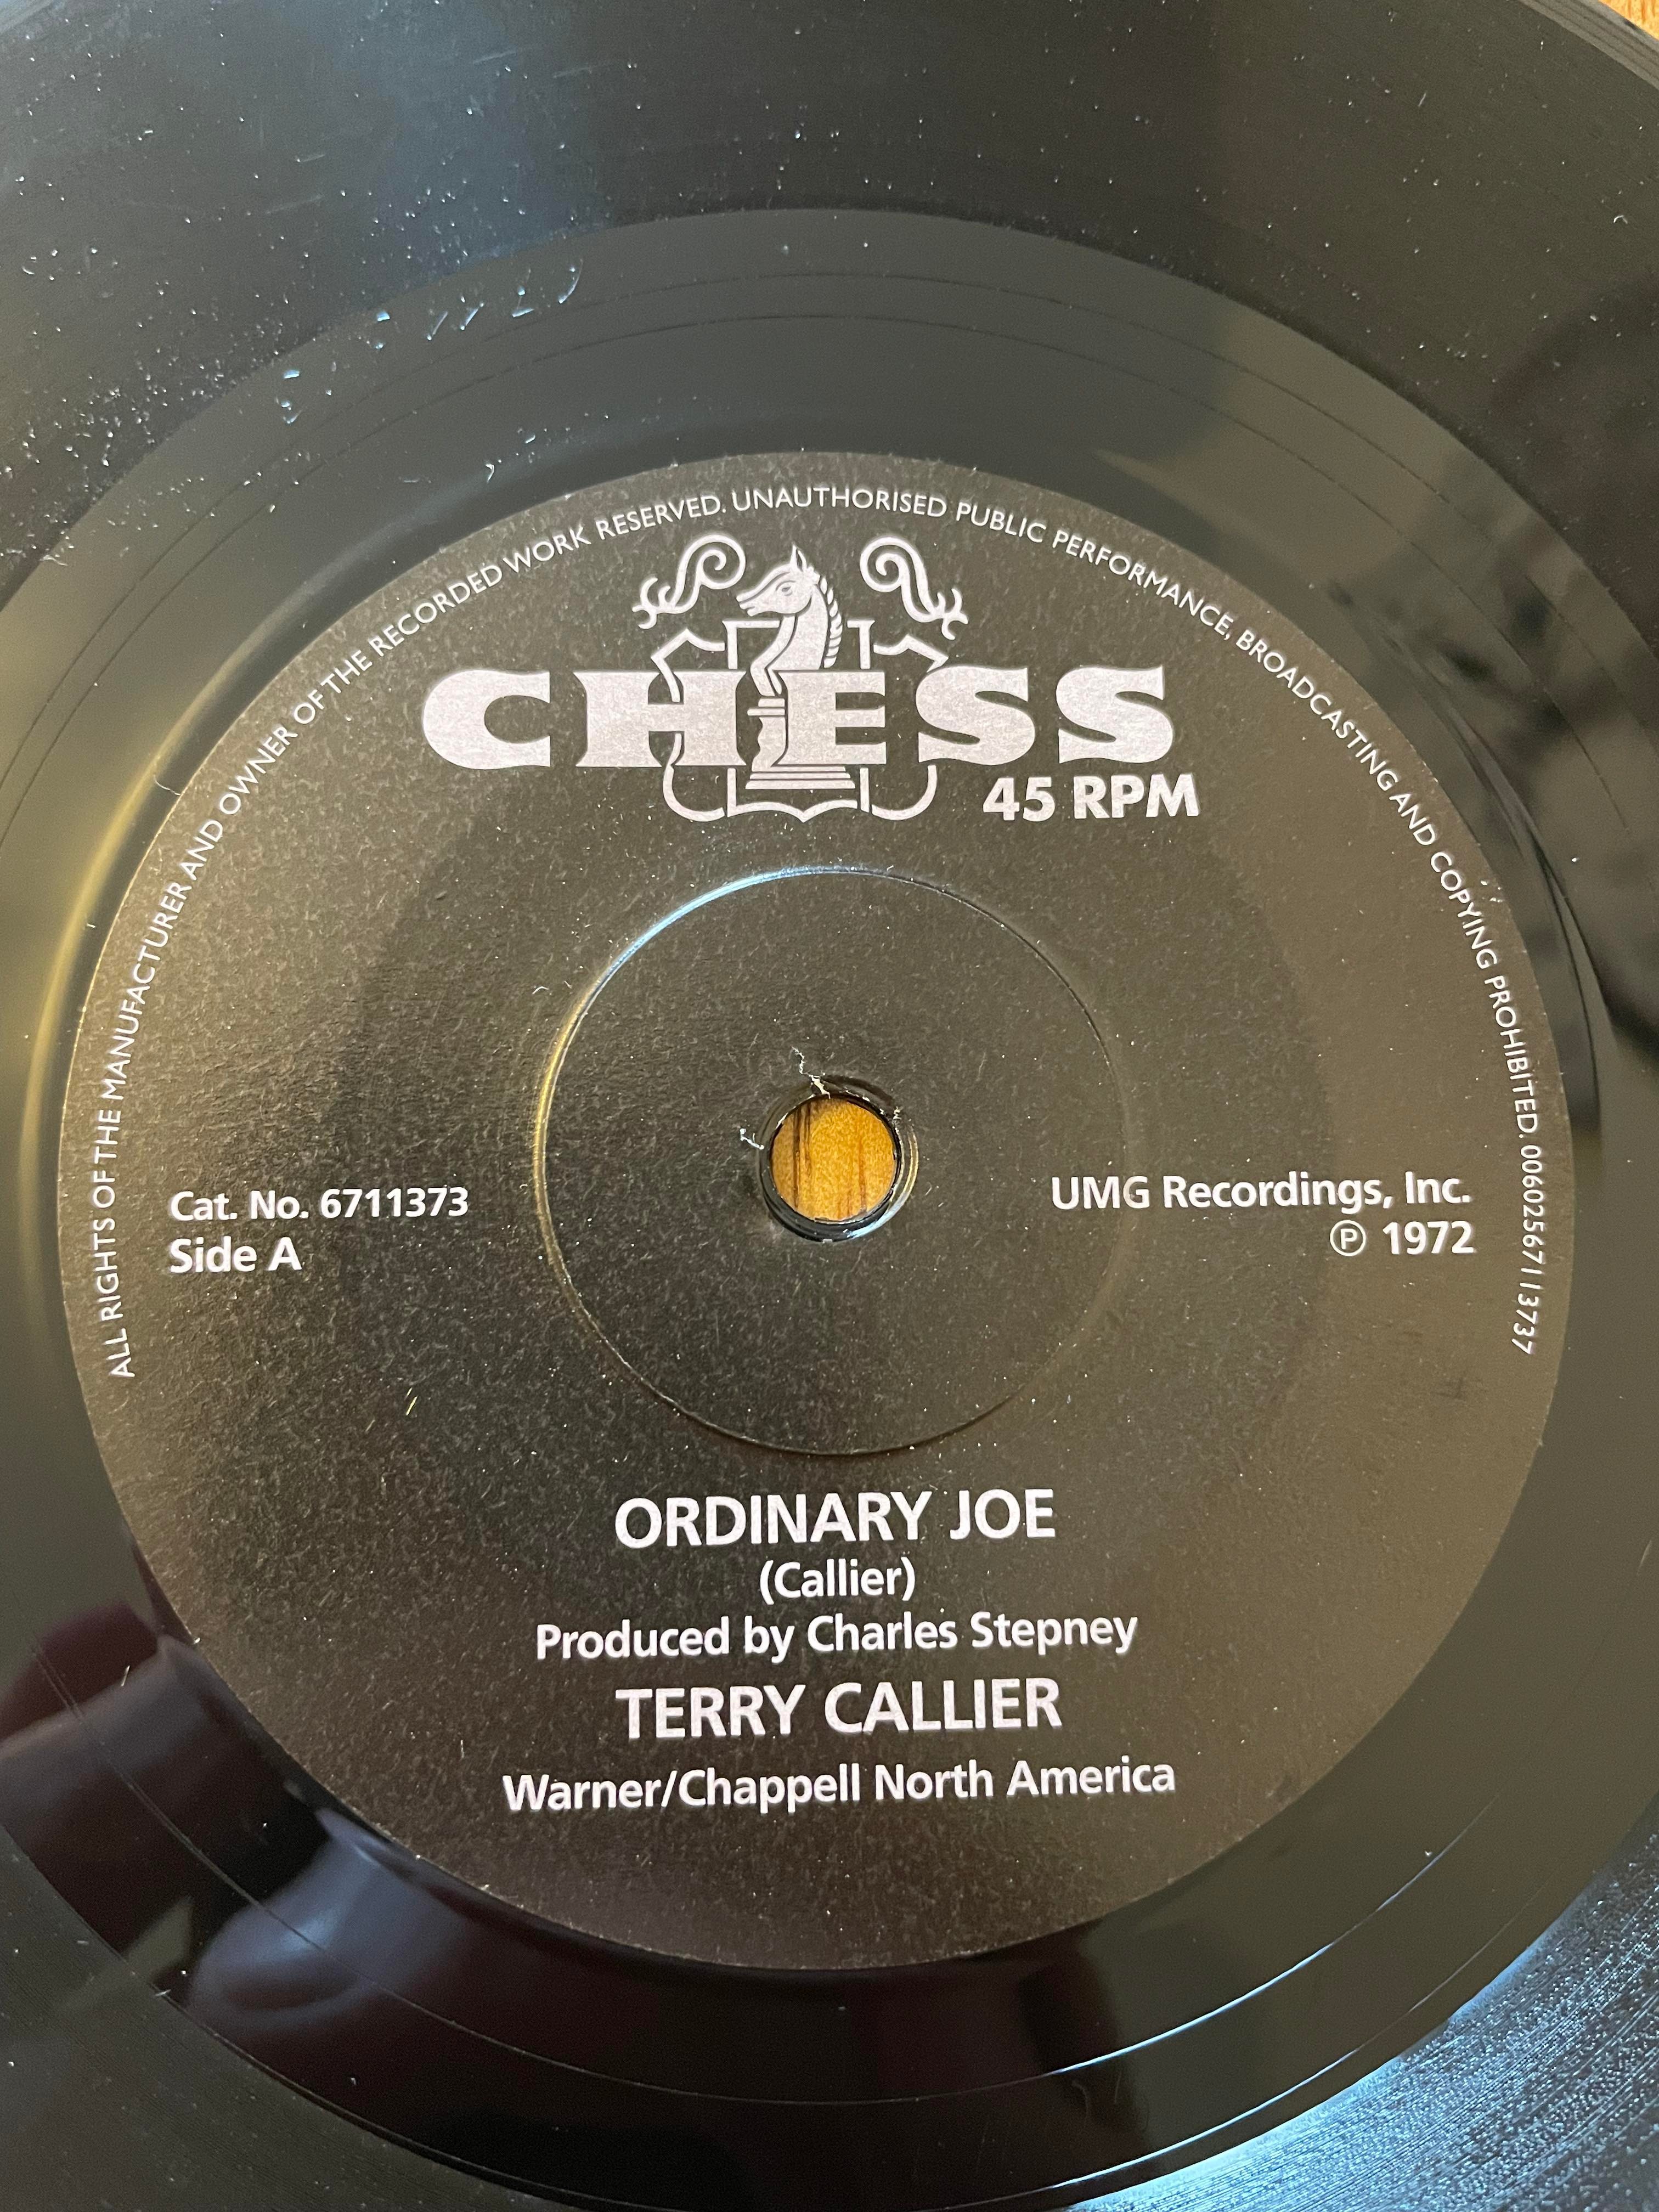 ALL RIGHTS OF THE MANUFACTURER AND OWNER OF THE RECORDED WORK RESERVED. UNAUTHORISED PUBLIC PERFORMANCE, BROADCASTING AND COPYING PROHIBITED. 00602567113737
CHESS
45 RPM
Cat. No. 6711373
Side A
UMG Recordings, Inc.
℗ 1972
ORDINARY JOE
(Callier)
Produced by Charles Stepney
TERRY CALLIER
Warner/Chappell North America